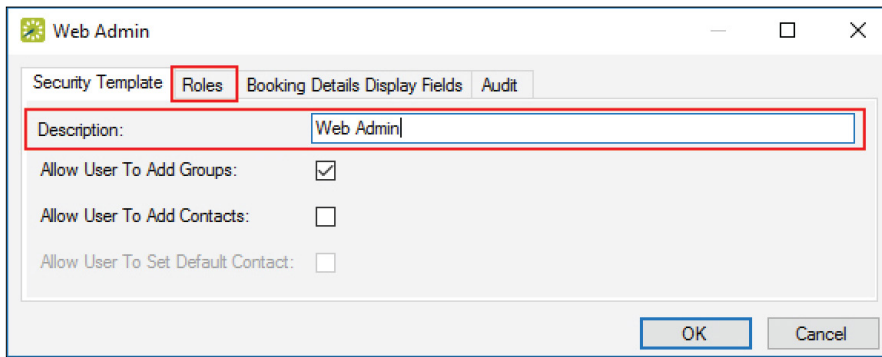 Web Admin
Security Template Roles Booking Details Display Fields Audit
Description: Web Admin
Allow User To Add Groups:
Allow User To Add Contacts:
Allow User To Set Default Contact:
OK Cancel